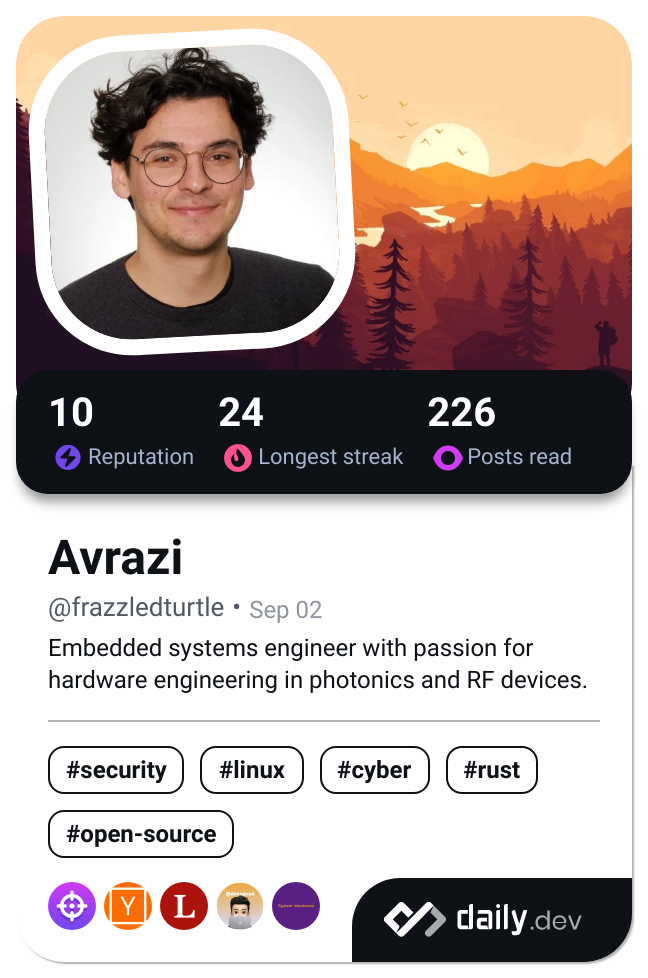 10 24 226
Reputation Longest streak Posts read
Avrazi
@frazzledturtle • Sep 02
Embedded systems engineer with passion for
hardware engineering in photonics and RF devices.
#security #linux #cyber #rust
#open-source
Y L
daily.dev